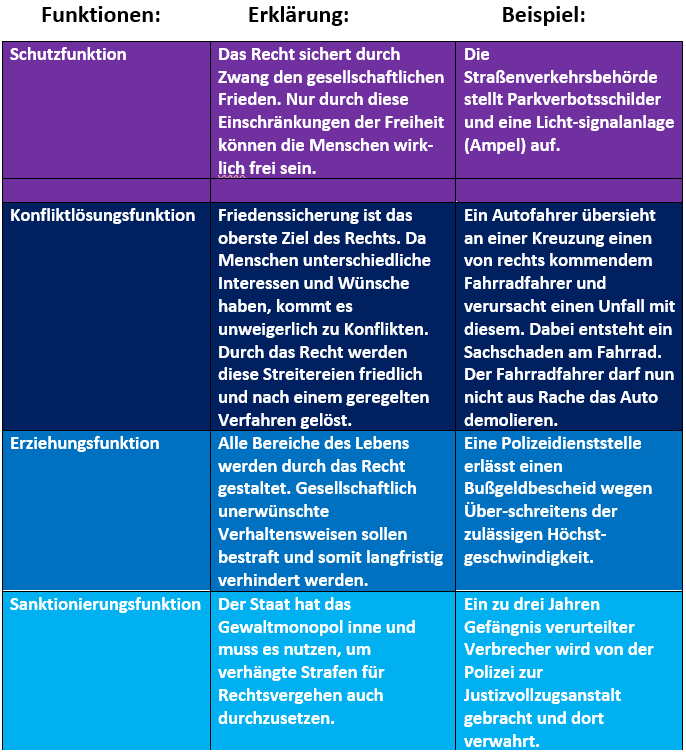 Funktionen: Erklärung: Beispiel:
Schutzfunktion
Das Recht sichert durch
Zwang den gesellschaftlichen
Frieden. Nur durch diese
Einschränkungen der Freiheit
können die Menschen wirk-
lich frei sein.
Die
Straßenverkehrsbehörde
stellt Parkverbotsschilder
und eine Licht-signalanlage
(Ampel) auf.
Konfliktlösungsfunktion
Friedenssicherung ist das
oberste Ziel des Rechts. Da
Menschen unterschiedliche
Interessen und Wünsche
haben, kommt es
unweigerlich zu Konflikten.
Durch das Recht werden
diese Streitereien friedlich
und nach einem geregelten
Verfahren gelöst.
Ein Autofahrer übersieht
an einer Kreuzung einen
von rechts kommendem
Fahrradfahrer und
verursacht einen Unfall mit
diesem. Dabei entsteht ein
Sachschaden am Fahrrad.
Der Fahrradfahrer darf nun
nicht aus Rache das Auto
demolieren.
Erziehungsfunktion
Alle Bereiche des Lebens
werden durch das Recht
gestaltet. Gesellschaftlich
unerwünschte
Verhaltensweisen sollen
bestraft und somit langfristig
verhindert werden.
Eine Polizeidienststelle
erlässt einen
Bußgeldbescheid wegen
Über-schreitens der
zulässigen Höchst-
geschwindigkeit.
Sanktionierungsfunktion
Der Staat hat das
Gewaltmonopol inne und
muss es nutzen, um
verhängte Strafen für
Rechtsvergehen auch
durchzusetzen.
Ein zu drei Jahren
Gefängnis verurteilter
Verbrecher wird von der
Polizei zur
Justizvollzugsanstalt
gebracht und dort
verwahrt.